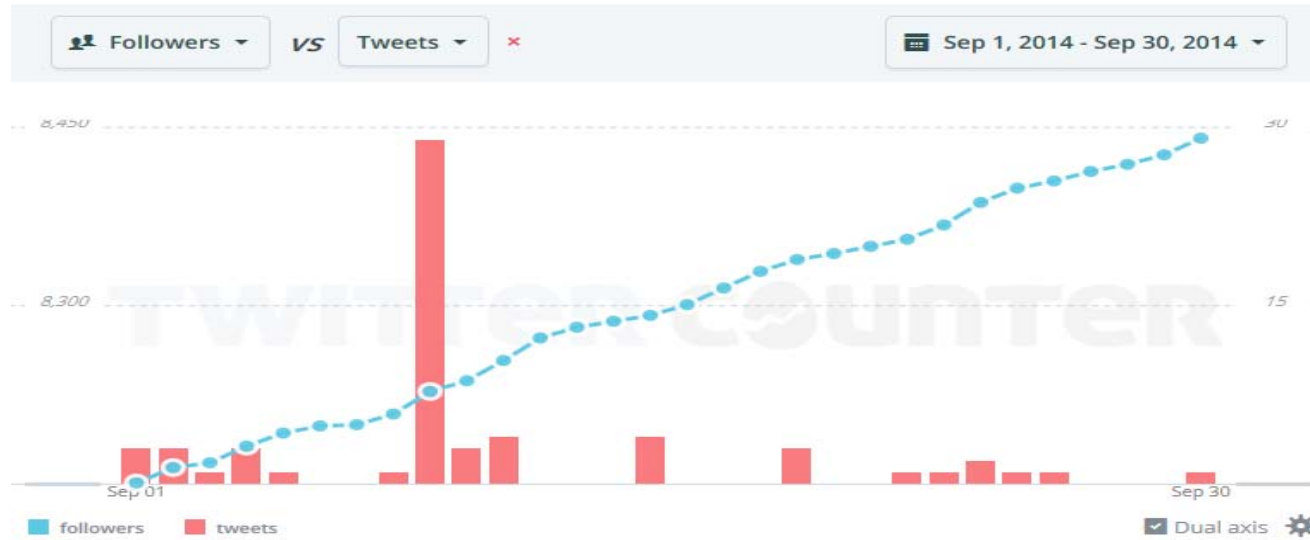 Followers VS Tweets × Sep 1, 2014 - Sep 30, 2014
8,450 30
8,300 15
TWITTER COUNTER
Sep 01 Sep 30
followers tweets Dual axis